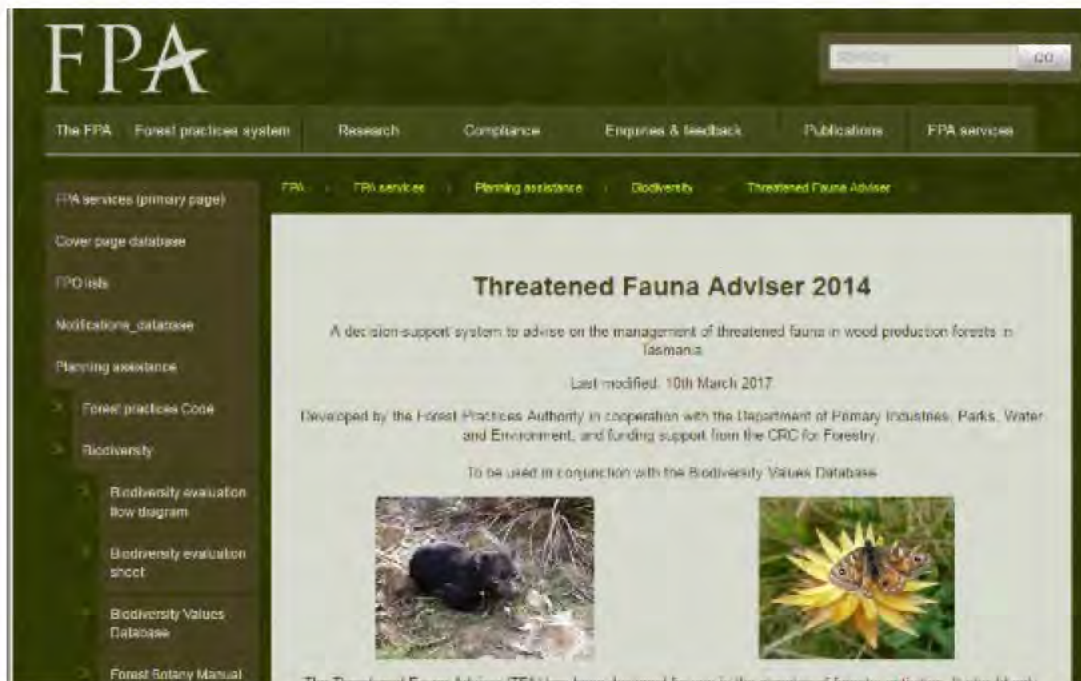 FPA
GO
The FPA Forest practices system Research Compliance Enquiries & feedback Publications FPA services
FPA FPA services Planning assistance Biodiversity Threatened Fauna Adviser
FPA services (primary page)
Cover page database
FPO lists
Notifications_database
Planning assistance
> Forest practices Code
> Biodiversity
> Biodiversity evaluation
flow diagram
> Biodiversity evaluation
sheet
> Biodiversity Values
Database
> Forest Botany Manual
Threatened Fauna Adviser 2014
A decision-support system to advise on the management of threatened fauna in wood production forests in
Tasmania
Last modified: 10th March 2017
Developed by the Forest Practices Authority in cooperation with the Department of Primary Industries, Parks, Water
and Environment, and funding support from the CRC for Forestry.
To be used in conjunction with the Biodiversity Values Database